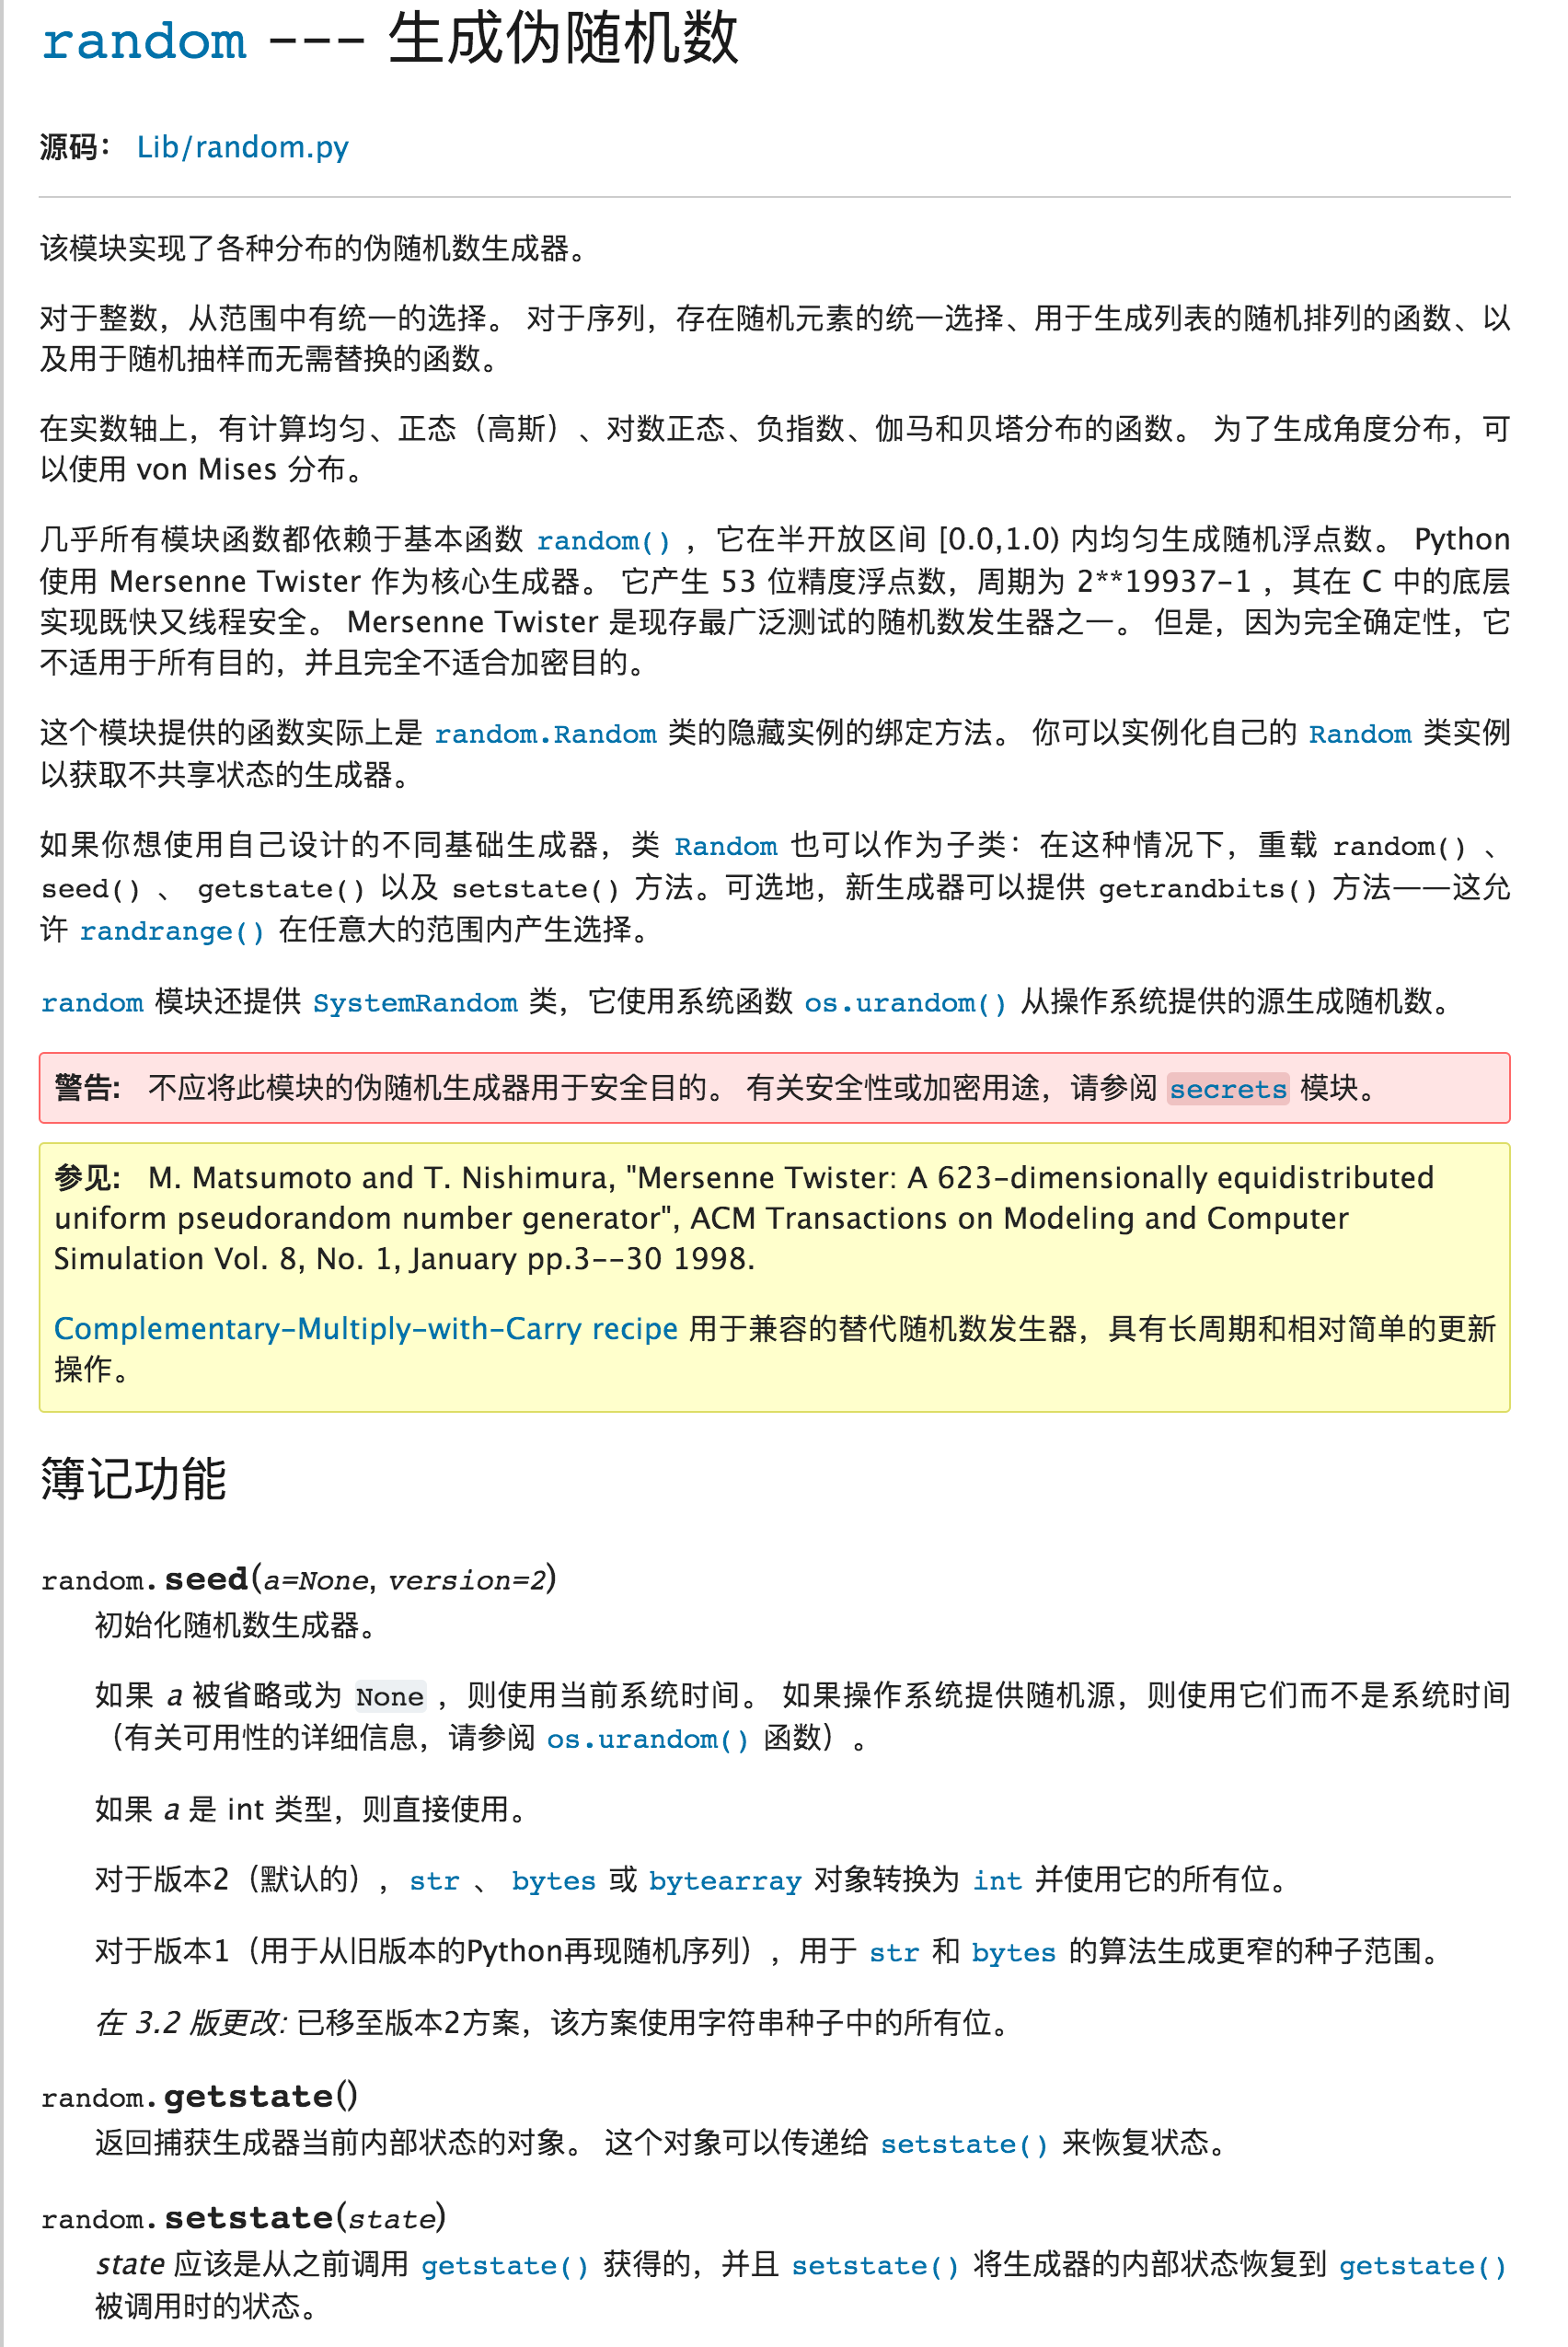 random --- 生成伪随机数
源码： Lib/random.py
该模块实现了各种分布的伪随机数生成器。
对于整数，从范围中有统一的选择。 对于序列，存在随机元素的统一选择、用于生成列表的随机排列的函数、以
及用于随机抽样而无需替换的函数。
在实数轴上，有计算均匀、正态（高斯）、对数正态、负指数、伽马和贝塔分布的函数。 为了生成角度分布，可
以使用 von Mises 分布。
几乎所有模块函数都依赖于基本函数 random() ，它在半开放区间 [0.0,1.0) 内均匀生成随机浮点数。 Python
使用 Mersenne Twister 作为核心生成器。 它产生 53 位精度浮点数，周期为 2**19937-1 ，其在 C 中的底层
实现既快又线程安全。 Mersenne Twister 是现存最广泛测试的随机数发生器之一。 但是，因为完全确定性，它
不适用于所有目的，并且完全不适合加密目的。
这个模块提供的函数实际上是 random.Random 类的隐藏实例的绑定方法。 你可以实例化自己的 Random 类实例
以获取不共享状态的生成器。
如果你想使用自己设计的不同基础生成器，类 Random 也可以作为子类：在这种情况下，重载 random() 、
seed() 、 getstate() 以及 setstate() 方法。可选地，新生成器可以提供 getrandbits() 方法——这允
许 randrange() 在任意大的范围内产生选择。
random 模块还提供 SystemRandom 类，它使用系统函数 os.urandom() 从操作系统提供的源生成随机数。
警告: 不应将此模块的伪随机生成器用于安全目的。 有关安全性或加密用途，请参阅 secrets 模块。
参见: M. Matsumoto and T. Nishimura, "Mersenne Twister: A 623-dimensionally equidistributed
uniform pseudorandom number generator", ACM Transactions on Modeling and Computer
Simulation Vol. 8, No. 1, January pp.3--30 1998.
Complementary-Multiply-with-Carry recipe 用于兼容的替代随机数发生器，具有长周期和相对简单的更新
操作。
簿记功能
random.seed(a=None, version=2)
初始化随机数生成器。
如果 a 被省略或为 None ，则使用当前系统时间。 如果操作系统提供随机源，则使用它们而不是系统时间
（有关可用性的详细信息，请参阅 os.urandom() 函数）。
如果 a 是 int 类型，则直接使用。
对于版本2（默认的），str 、 bytes 或 bytearray 对象转换为 int 并使用它的所有位。
对于版本1（用于从旧版本的Python再现随机序列），用于 str 和 bytes 的算法生成更窄的种子范围。
在 3.2 版更改: 已移至版本2方案，该方案使用字符串种子中的所有位。
random.getstate()
返回捕获生成器当前内部状态的对象。 这个对象可以传递给 setstate() 来恢复状态。
random.setstate(state)
state 应该是从之前调用 getstate() 获得的，并且 setstate() 将生成器的内部状态恢复到 getstate()
被调用时的状态。